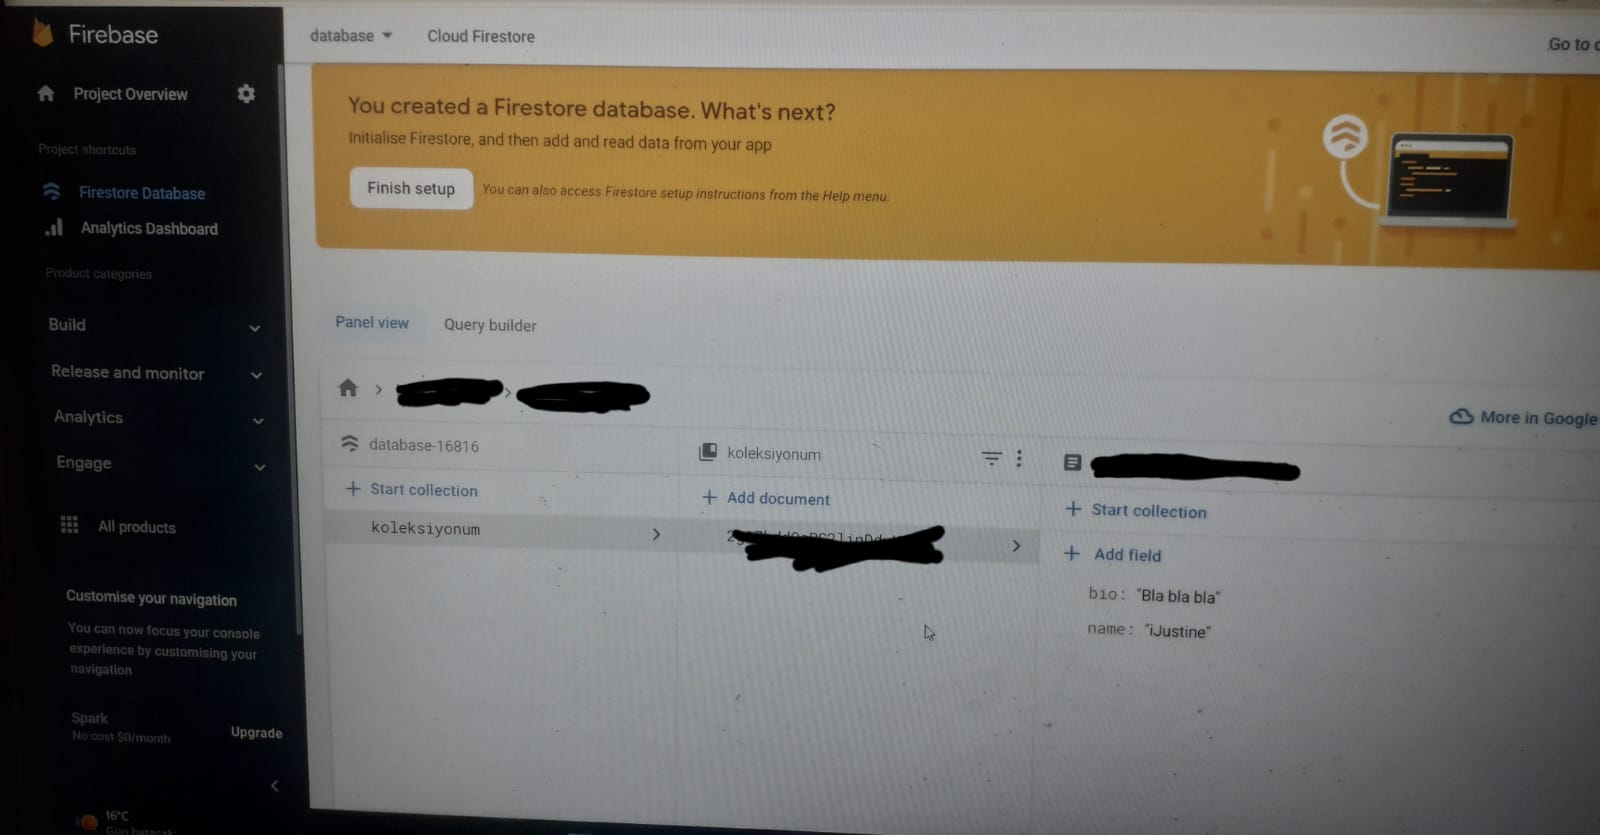 Firebase
database
Cloud Firestore
Go to
Project Overview
You created a Firestore database. What's next?
Initialise Firestore, and then add and read data from your app
Finish setup
You can also access Firestore setup instructions from the Help menu.
Project shortcuts
Firestore Database
Analytics Dashboard
Product categories
Build
Release and monitor
Analytics
Engage
All products
Customise your navigation
You can now focus your console
experience by customising your
navigation
Spark
No cost $0/month
Upgrade
16°C
Gün batacak
Panel view
Query builder
More in Google
database-16816
+ Start collection
koleksiyonum
koleksiyonum
+ Add document
+ Start collection
+ Add field
bio: "Bla bla bla"
name: "iJustine"